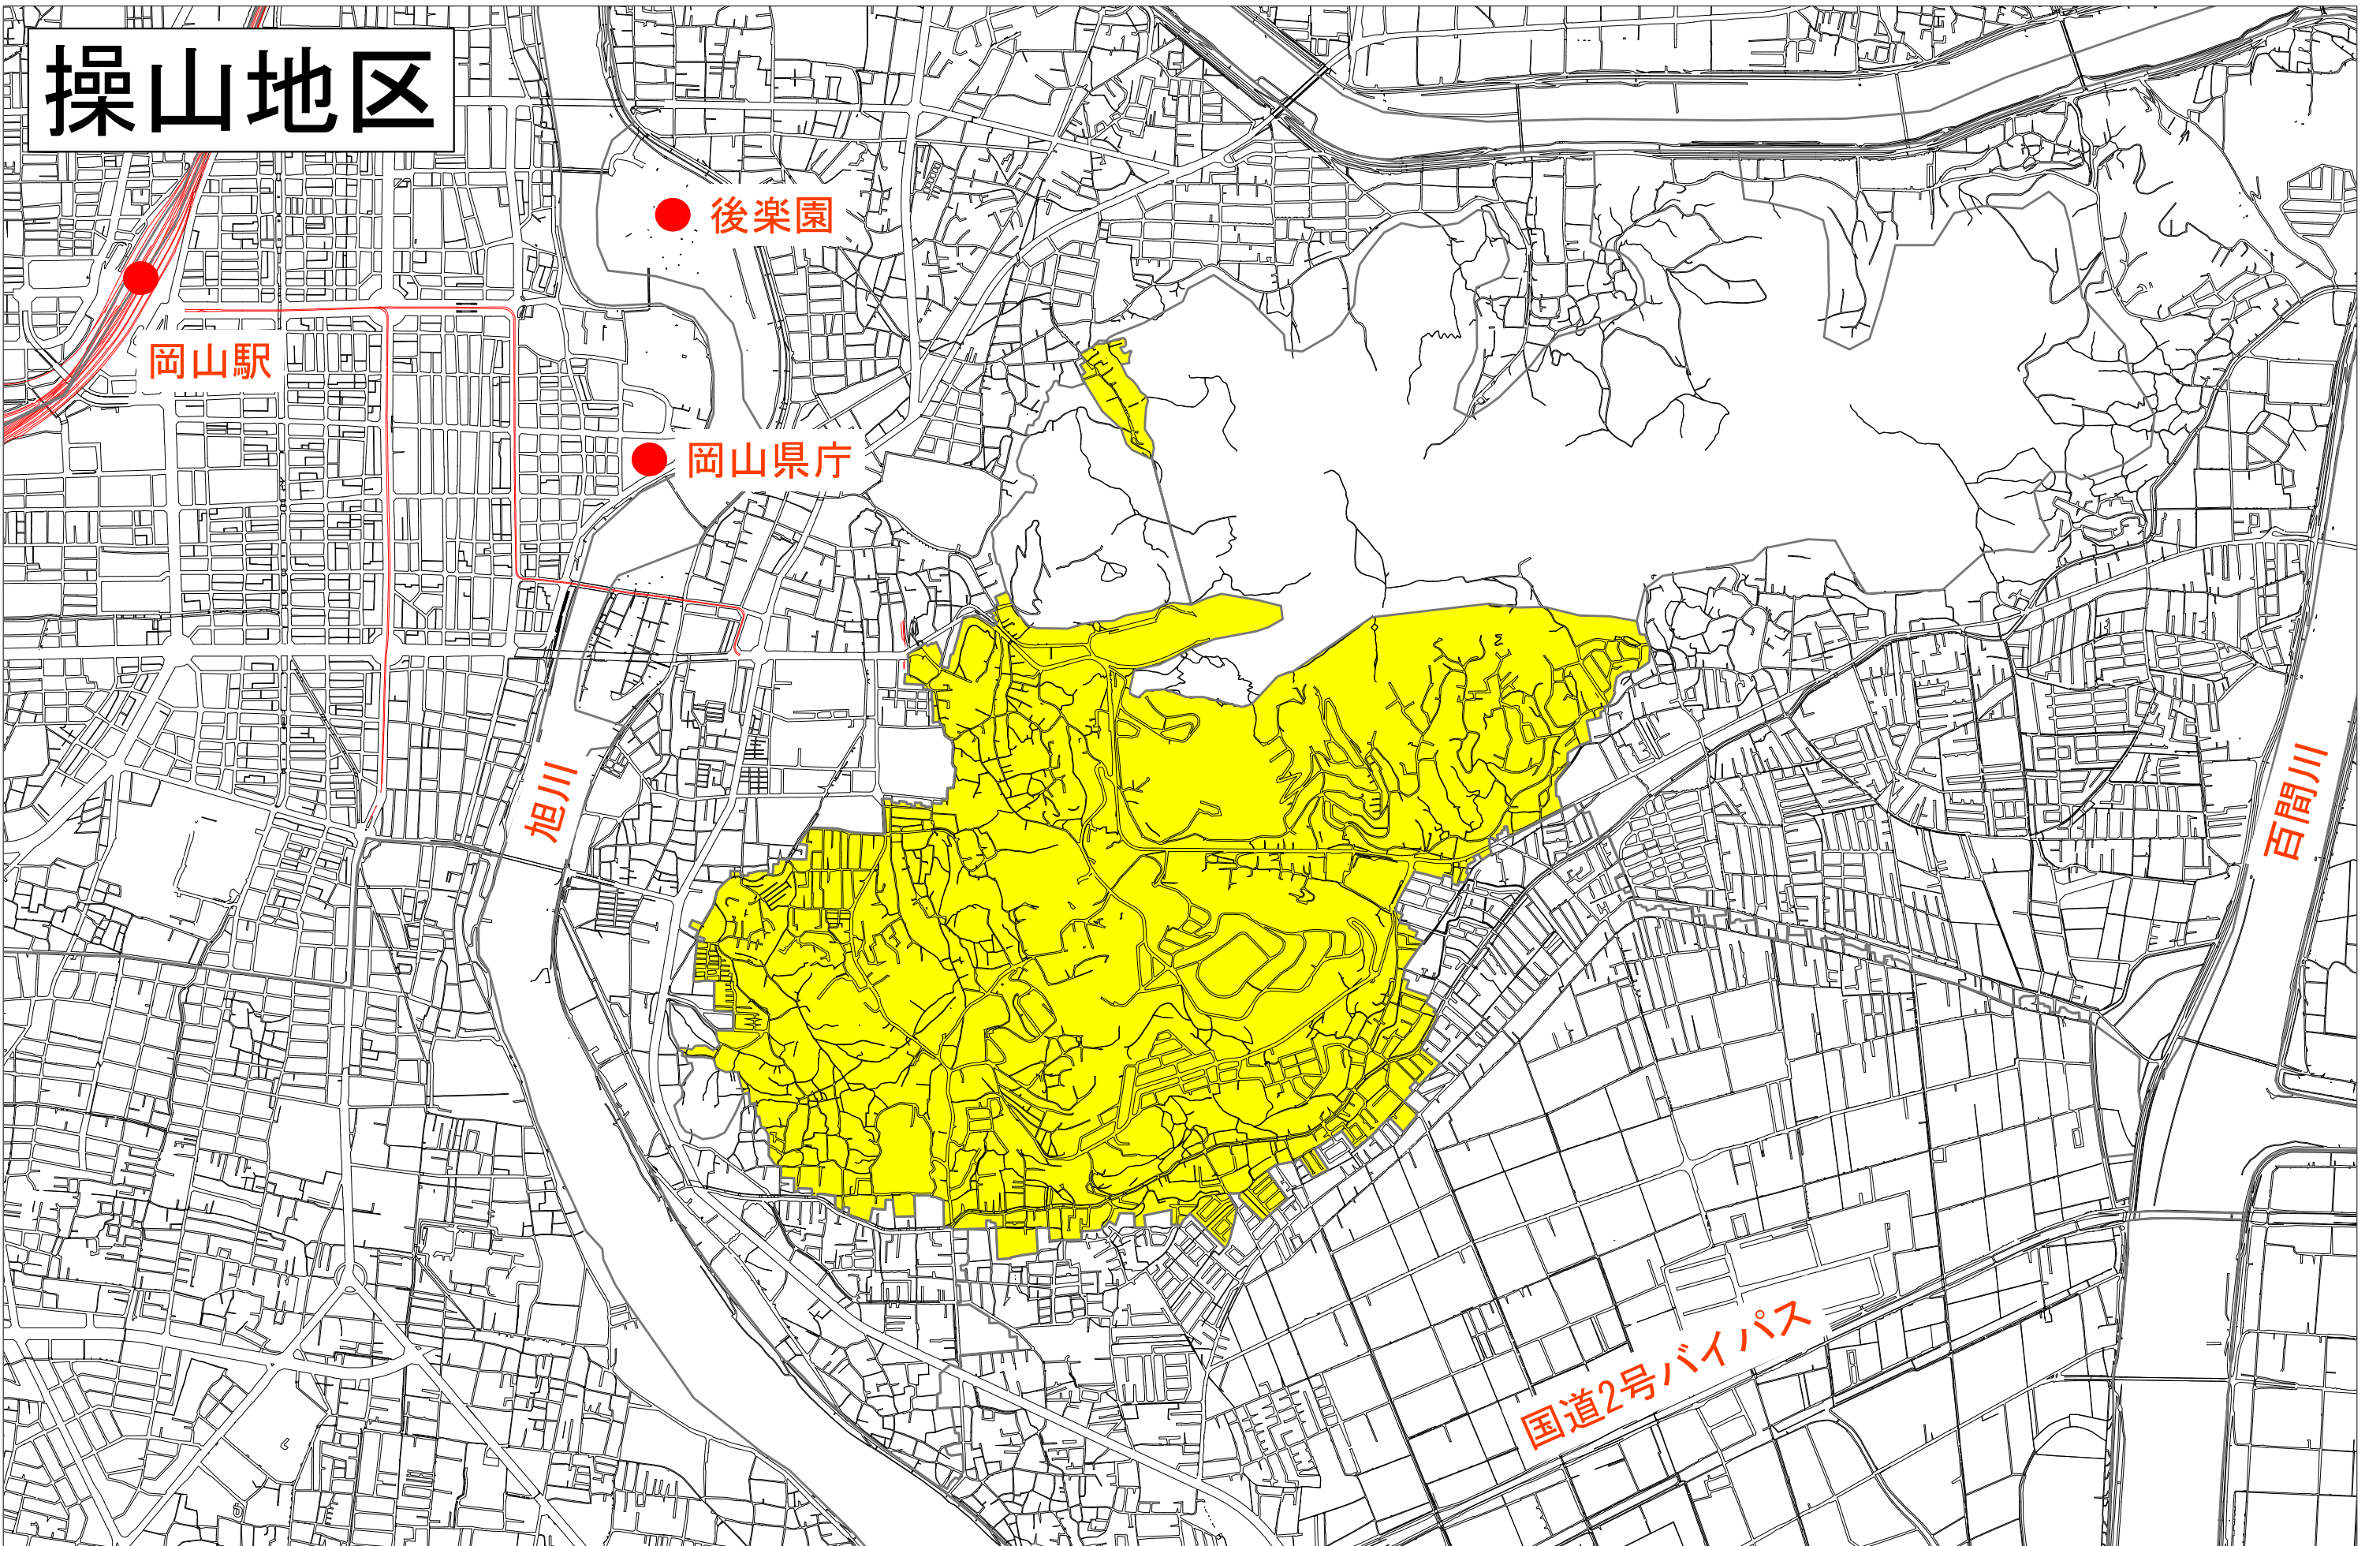 操山地区
後楽園
岡山駅
岡山県庁
旭川
百間川
国道2号バイパス